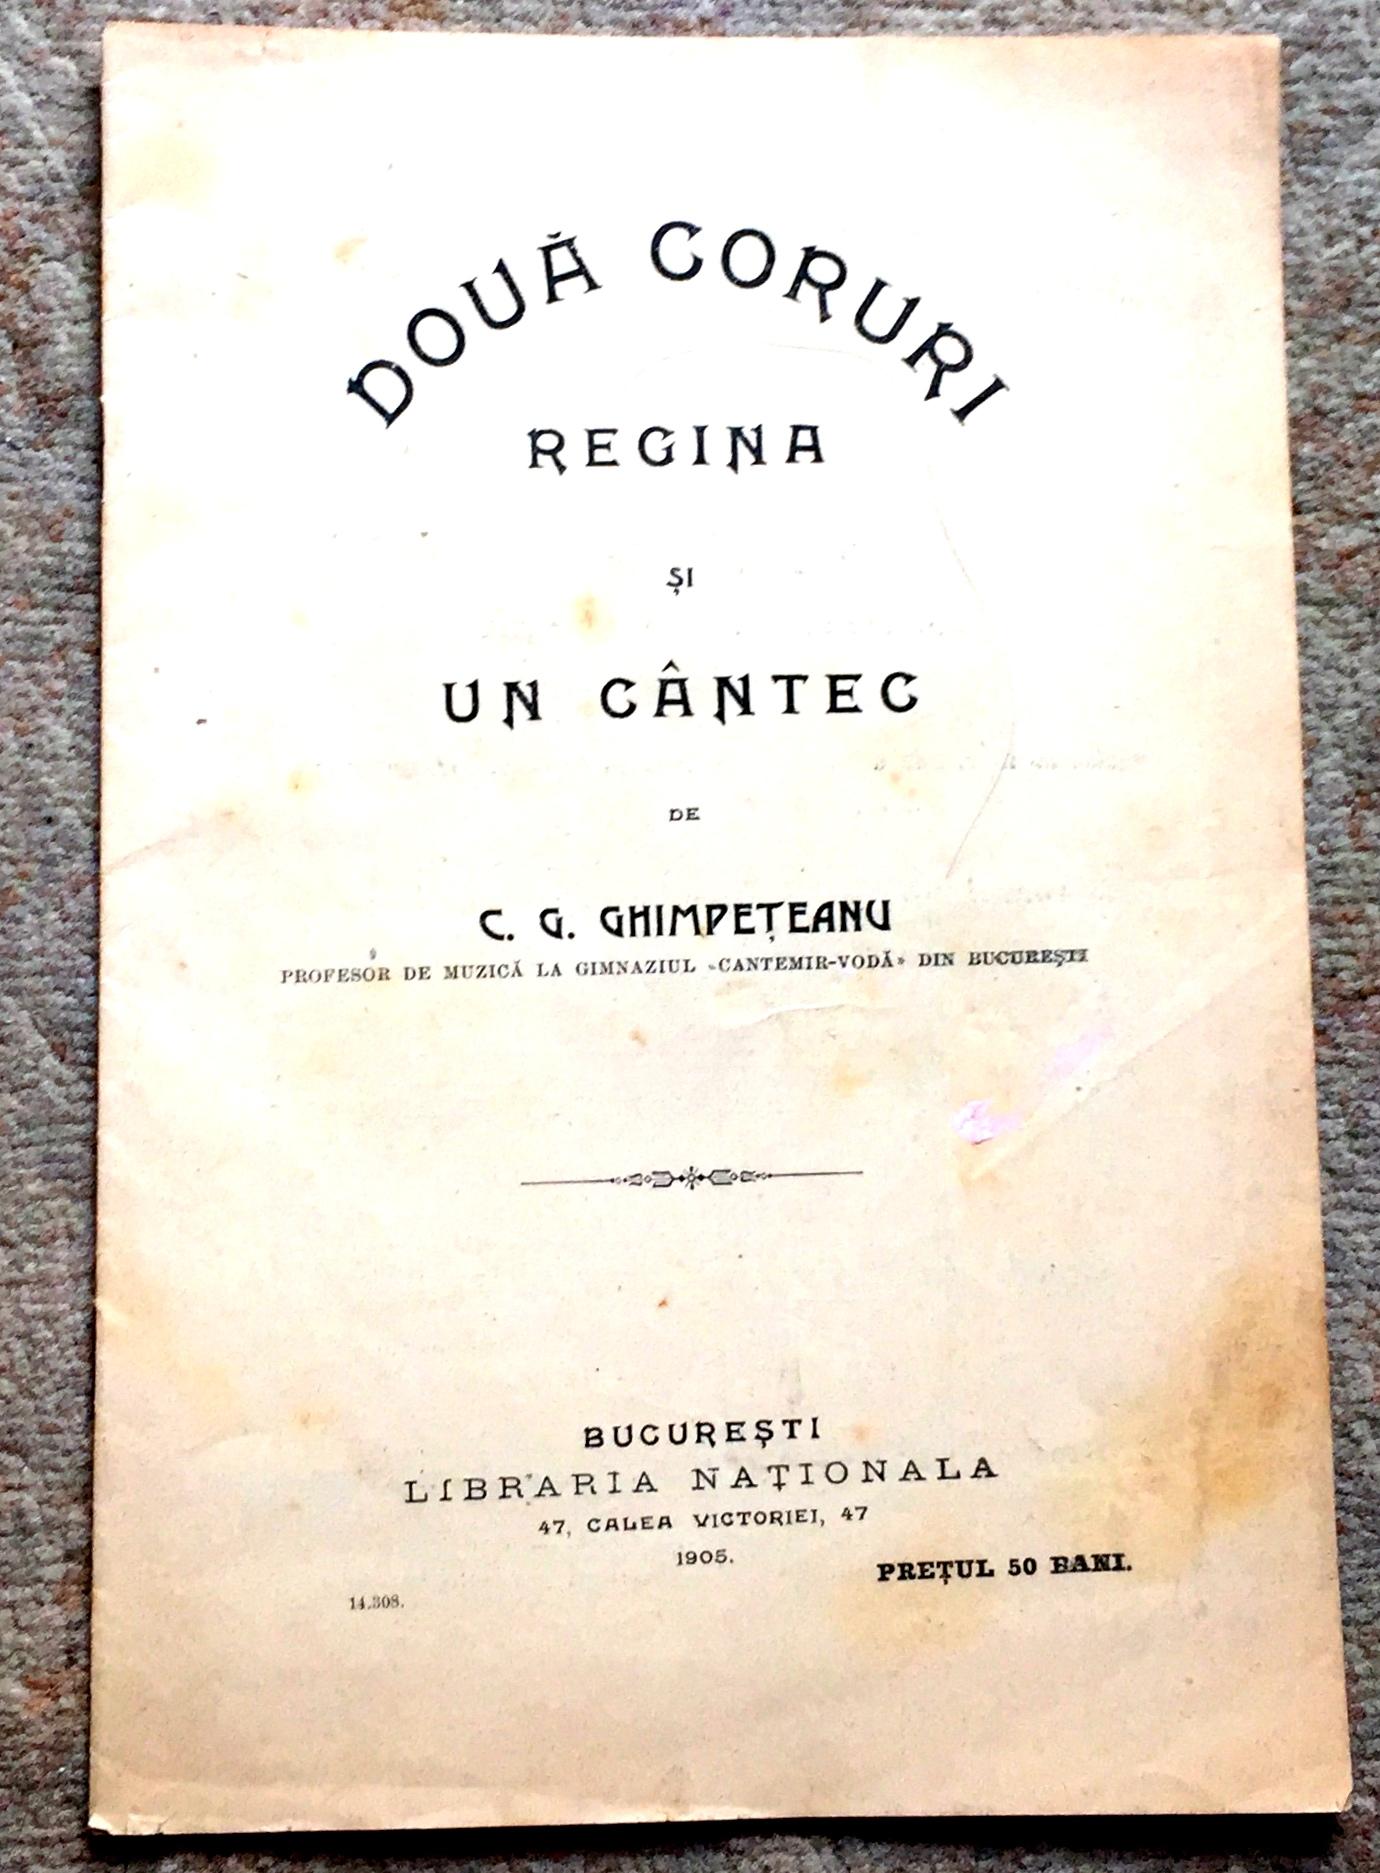 DOUĂ CORURI
REGINA
ȘI
UN CÂNTEC
DE
C. G. GHIMPEȚEANU
PROFESOR DE MUZICĂ LA GIMNAZIUL «CANTEMIR-VODĂ» DIN BUCUREȘTI
BUCUREȘTI
LIBRARIA NAȚIONALA
47, CALEA VICTORIEI, 47
1905.
PREȚUL 50 BANI.
14.308.